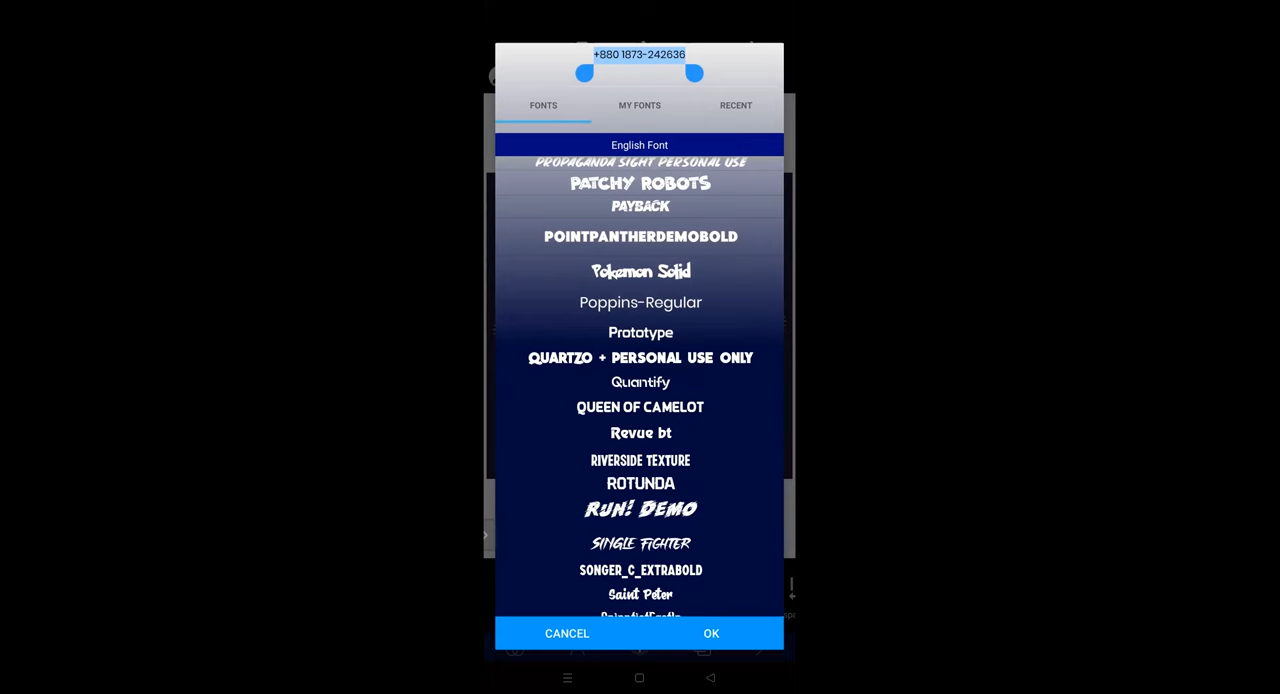 +880 1873-242636
FONTS
MY FONTS
RECENT
English Font
PROPAGANDA SIGHT PERSONAL USE
PATCHY ROBOTS
PAYBACK
POINTPANTHERDEMOBOLD
Pokemon Solid
Poppins-Regular
Prototype
QUARTZO + PERSONAL USE ONLY
Quantify
QUEEN OF CAMELOT
Revue bt
RIVERSIDE TEXTURE
ROTUNDA
RUN! DEMO
SINGLE FIGHTER
SONGER_C_EXTRABOLD
Saint Peter
CANCEL
OK